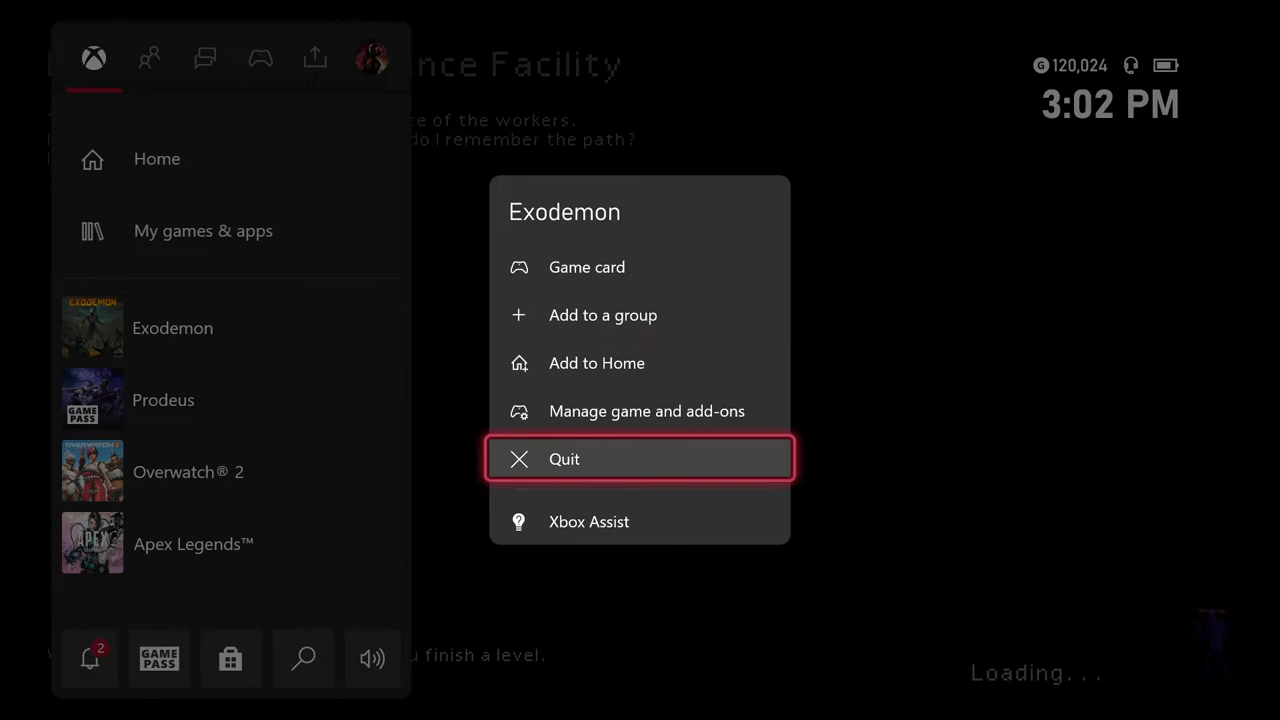 nce Facility
120,024
3:02 PM
ce of the workers.
do I remember the path?
Home
My games & apps
EXODEMON
Exodemon
GAME PASS
Prodeus
OVERWATCH 2
Overwatch® 2
APEX
Apex Legends™
Exodemon
Game card
Add to a group
Add to Home
Manage game and add-ons
Quit
Xbox Assist
u finish a level.
Loading...
2
GAME
PASS